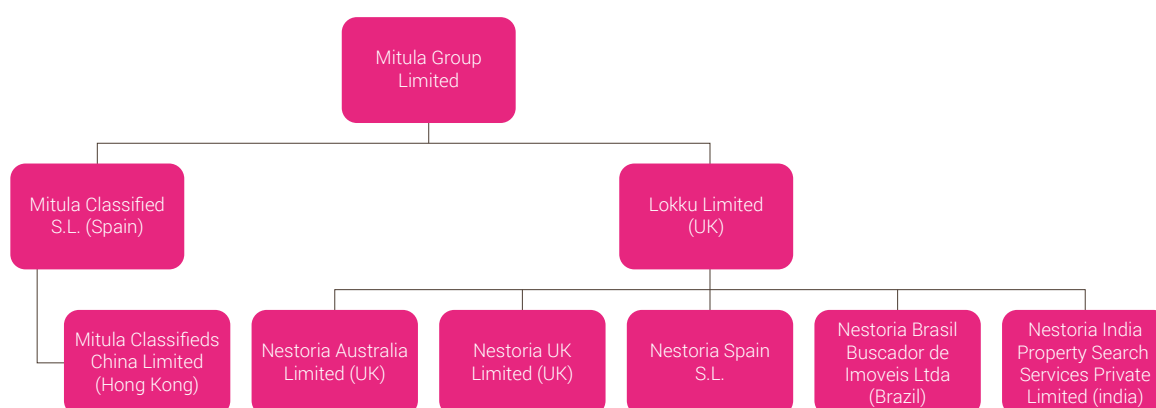 Mitula Group
Limited
Mitula Classified
S.L. (Spain)
Lokku Limited
(UK)
Mitula Classifieds
China Limited
(Hong Kong)
Nestoria Australia
Limited (UK)
Nestoria UK
Limited (UK)
Nestoria Spain
S.L.
Nestoria Brasil
Buscador de
Imoveis Ltda
(Brazil)
Nestoria India
Property Search
Services Private
Limited (india)